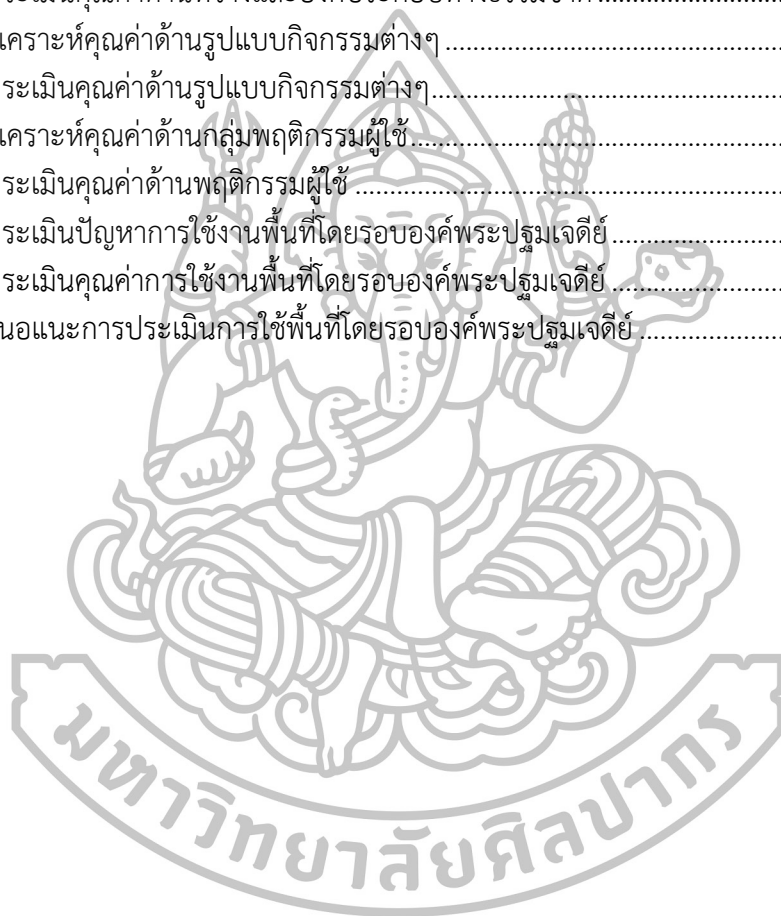 เคราะห์คุณค่าด้านรูปแบบกิจกรรมต่างๆ
ระเมินคุณค่าด้านรูปแบบกิจกรรมต่างๆ
เคราะห์คุณค่าด้านกลุ่มพฤติกรรมผู้ใช้
ระเมินคุณค่าด้านพฤติกรรมผู้ใช้
ระเมินปัญหาการใช้งานพื้นที่โดยรอบองค์พระปฐมเจดีย์
ระเมินคุณค่าการใช้งานพื้นที่โดยรอบองค์พระปฐมเจดีย์
นอแนะการประเมินการใช้พื้นที่โดยรอบองค์พระปฐมเจดีย์
มหาวิทยาลัยศิลปากร